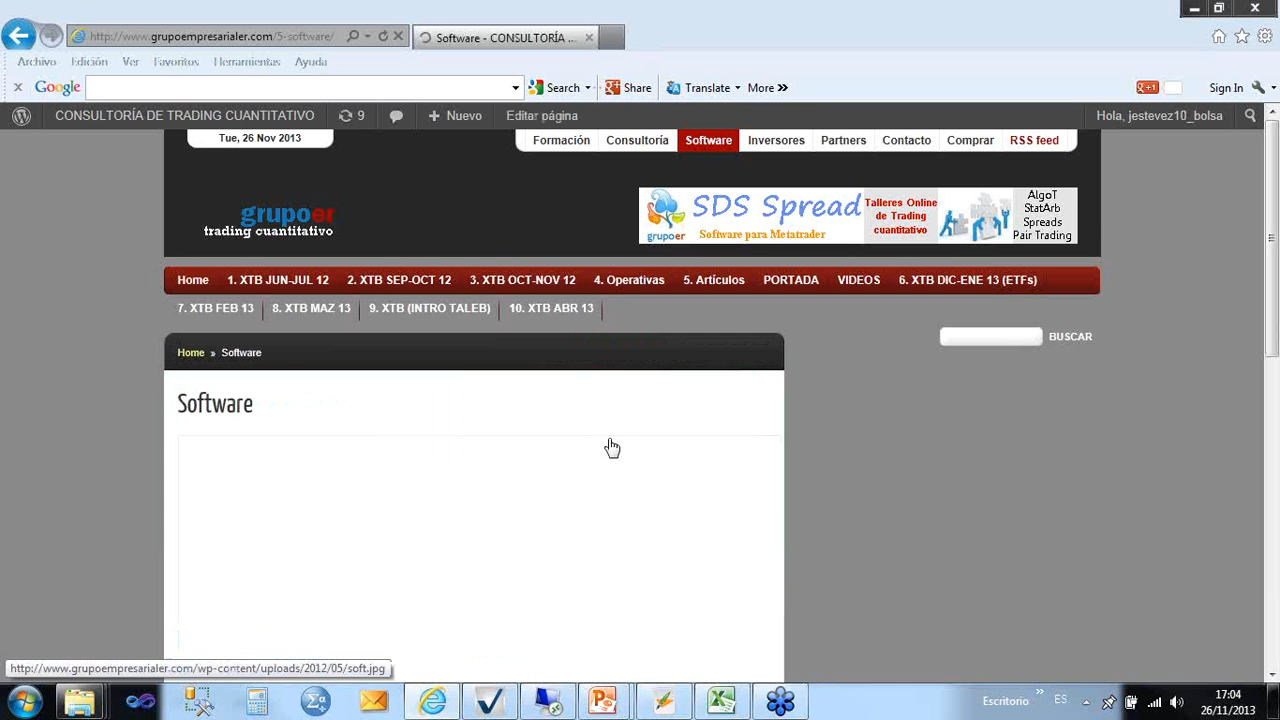 http://www.grupoempresarialer.com/5-software/
Software - CONSULTORÍA ...
Archivo Edición Ver Favoritos Herramientas Ayuda
Google Search Share Translate More » +1 Sign In
CONSULTORÍA DE TRADING CUANTITATIVO 9 Nuevo Editar página Hola, jestevez10_bolsa
Tue, 26 Nov 2013
Formación Consultoría Software Inversores Partners Contacto Comprar RSS feed
grupoer
trading cuantitativo
SDS Spread
grupoer
Software para Metatrader
Talleres Online
de Trading
cuantitativo
AlgoT
StatArb
Spreads
Pair Trading
Home 1. XTB JUN-JUL 12 2. XTB SEP-OCT 12 3. XTB OCT-NOV 12 4. Operativas 5. Artículos PORTADA VIDEOS 6. XTB DIC-ENE 13 (ETFs)
7. XTB FEB 13 8. XTB MAZ 13 9. XTB (INTRO TALEB) 10. XTB ABR 13
BUSCAR
Home » Software
Software
http://www.grupoempresarialer.com/wp-content/uploads/2012/05/soft.jpg
Escritorio » ES
17:04
26/11/2013